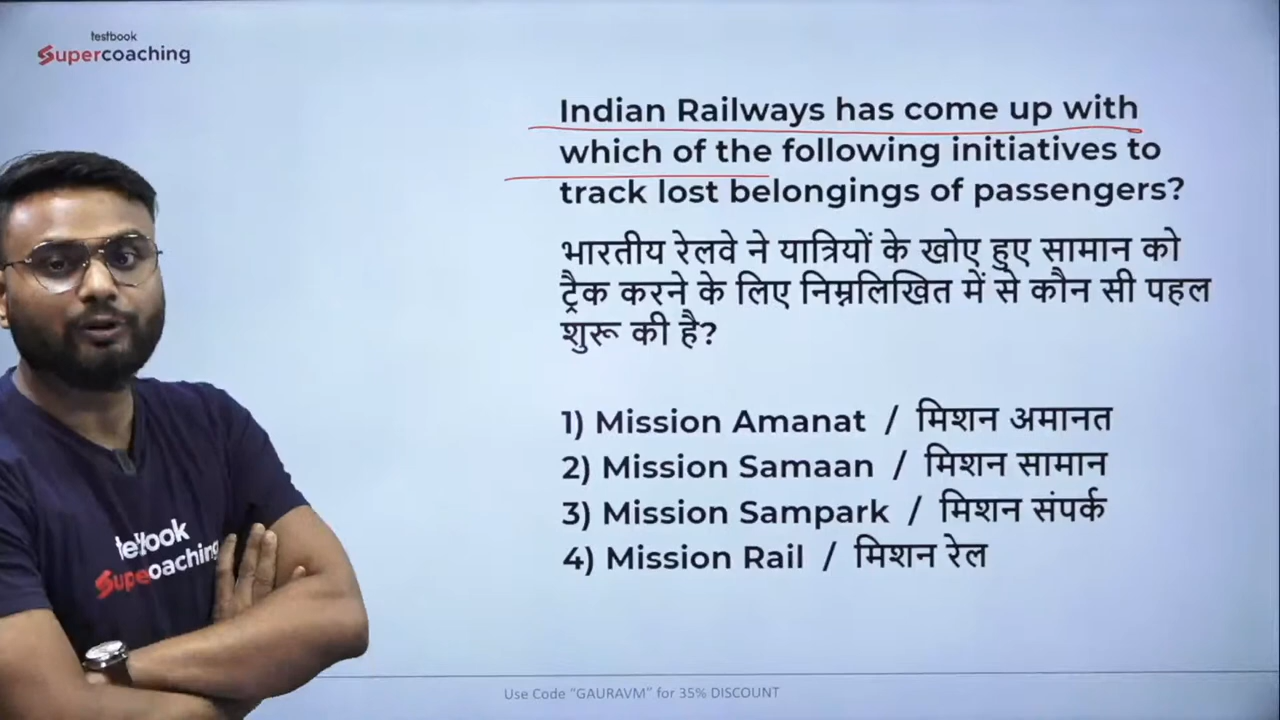 testbook
Supercoaching
Indian Railways has come up with
which of the following initiatives to
track lost belongings of passengers?
भारतीय रेलवे ने यात्रियों के खोए हुए सामान को
ट्रैक करने के लिए निम्नलिखित में से कौन सी पहल
शुरू की है?
1) Mission Amanat / मिशन अमानत
2) Mission Samaan / मिशन सामान
3) Mission Sampark / मिशन संपर्क
4) Mission Rail / मिशन रेल
testbook
Supercoaching
Use Code "GAURAVM" for 35% DISCOUNT